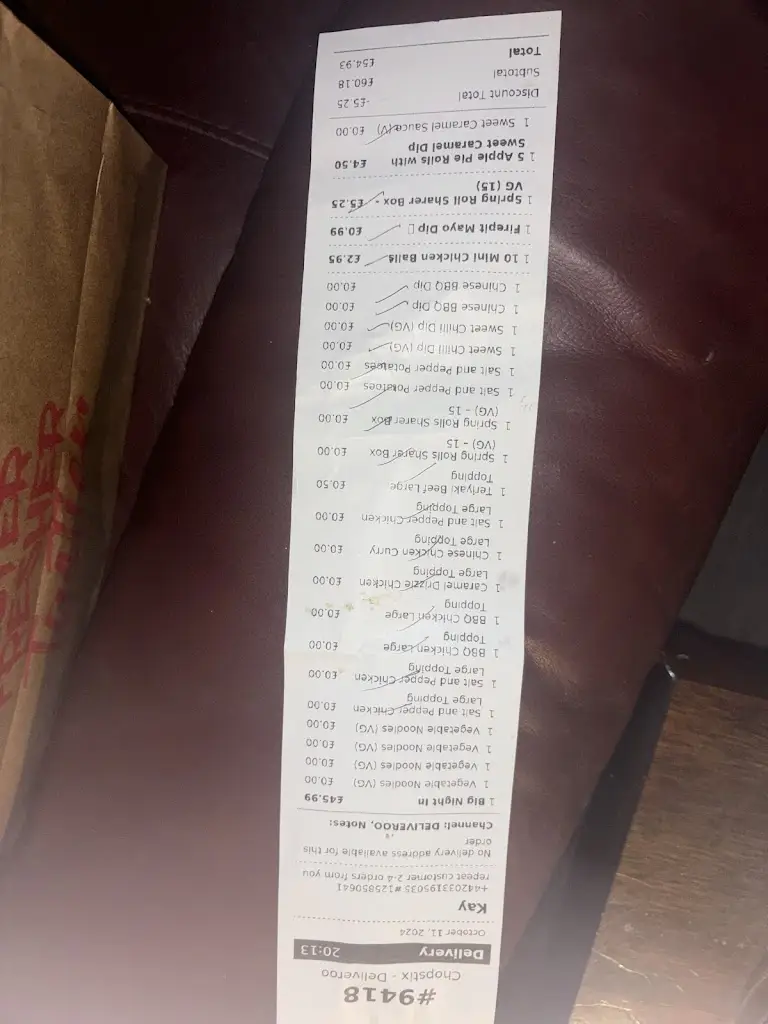 #9418
Chopstix - Deliveroo
Delivery 20:13
October 11, 2024
Kay
+442033195035 #125850641
repeat customer 2-4 orders from you
No delivery address available for this
order
Channel: DELIVEROO, Notes:
1 Big Night In £45.99
1 Vegetable Noodles (VG) £0.00
1 Vegetable Noodles (VG) £0.00
1 Vegetable Noodles (VG) £0.00
1 Vegetable Noodles (VG) £0.00
1 Salt and Pepper Chicken £0.00
Large Topping
1 Salt and Pepper Chicken £0.00
Large Topping
1 BBQ Chicken Large £0.00
Topping
1 BBQ Chicken Large £0.00
Topping
1 Caramel Drizzle Chicken £0.00
Large Topping
1 Chinese Chicken Curry £0.00
Large Topping
1 Salt and Pepper Chicken £0.00
Large Topping
1 Teriyaki Beef Large £0.50
Topping
1 Spring Rolls Sharer Box £0.00
(VG) - 15
1 Spring Rolls Sharer Box £0.00
(VG) - 15
1 Salt and Pepper Potatoes £0.00
1 Salt and Pepper Potatoes £0.00
1 Sweet Chilli Dip (VG) £0.00
1 Sweet Chilli Dip (VG) £0.00
1 Chinese BBQ Dip £0.00
1 Chinese BBQ Dip £0.00
1 10 Mini Chicken Balls £2.95
1 Firepit Mayo Dip £0.99
1 Spring Roll Sharer Box - £5.25
VG (15)
1 5 Apple Pie Rolls with £4.50
Sweet Caramel Dip
1 Sweet Caramel Sauce (V) £0.00
Discount Total -£5.25
Subtotal £60.18
Total £54.93